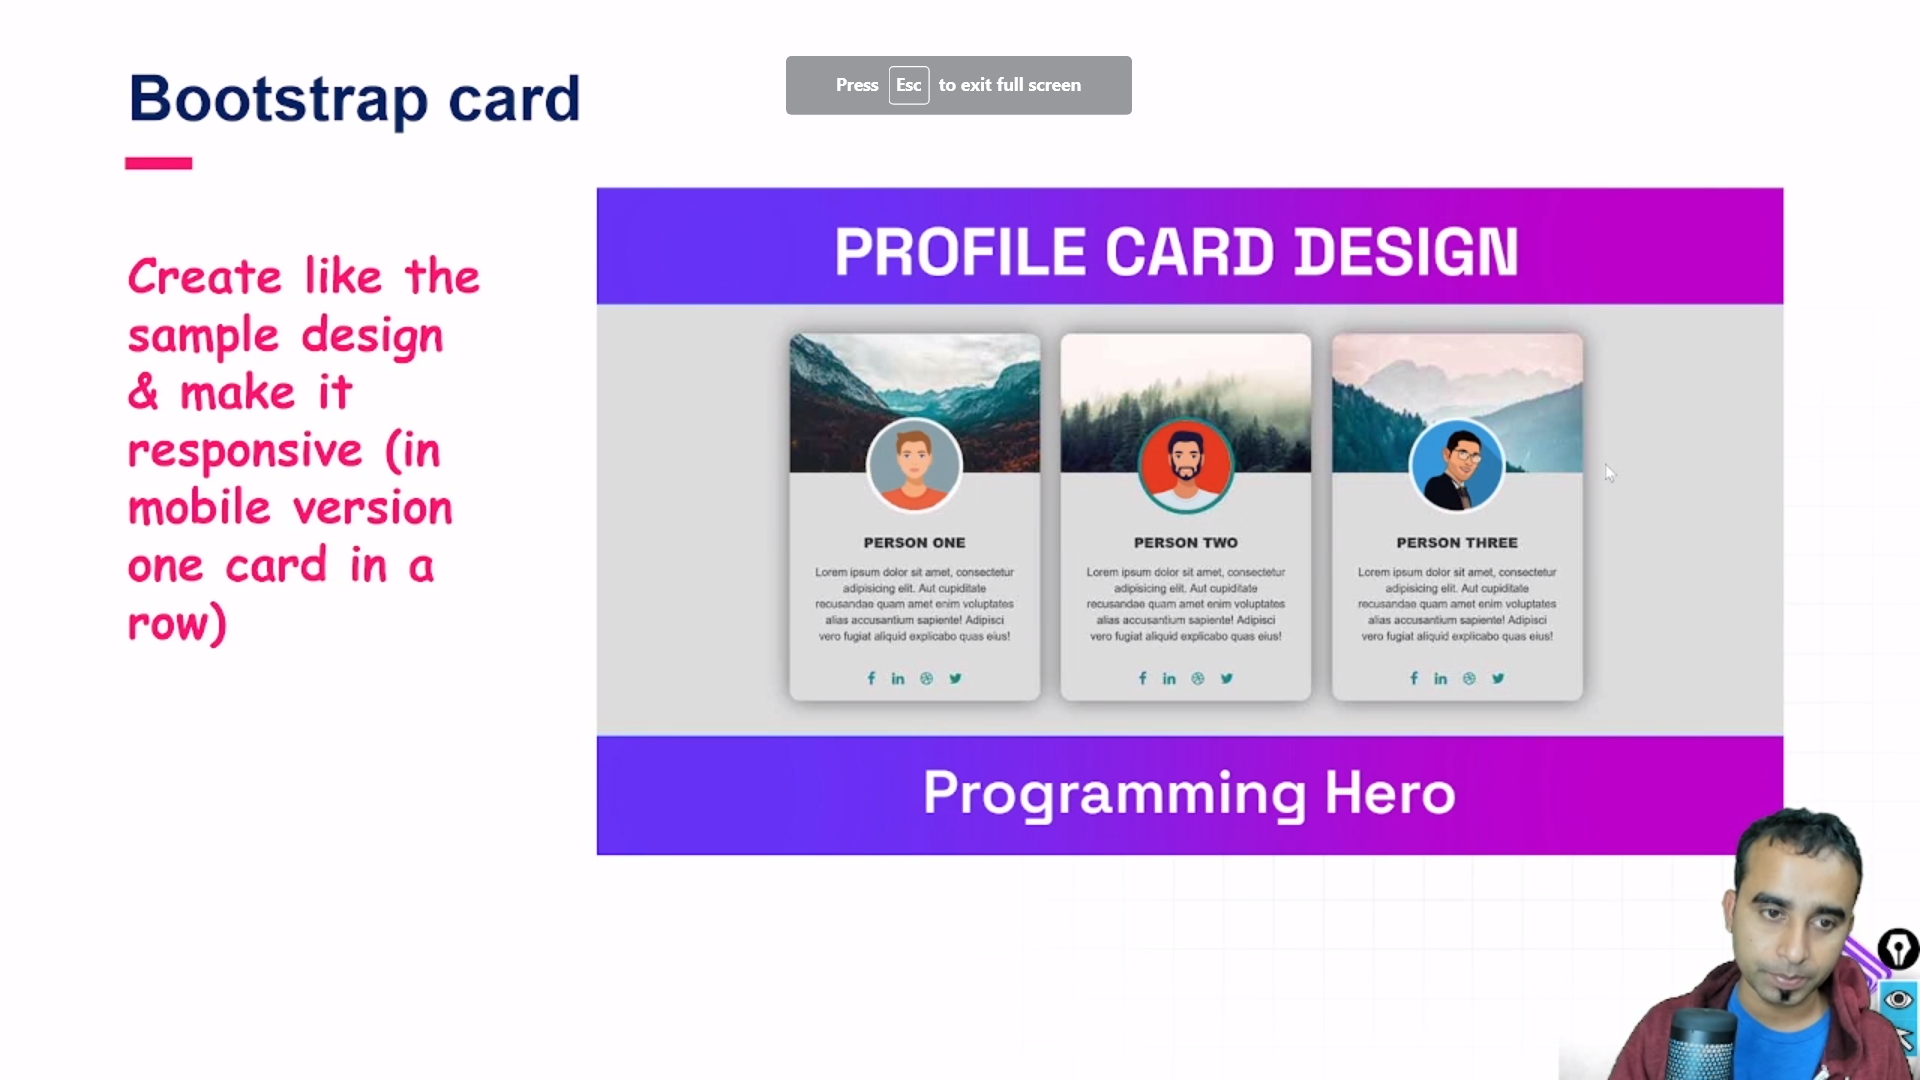 Bootstrap card
Press Esc to exit full screen
Create like the
sample design
& make it
responsive (in
mobile version
one card in a
row)
PROFILE CARD DESIGN
PERSON ONE
Lorem ipsum dolor sit amet, consectetur
adipisicing elit. Aut cupiditate
recusandae quam amet enim voluptates
alias accusantium sapiente! Adipisci
vero fugiat aliquid explicabo quas eius!
PERSON TWO
Lorem ipsum dolor sit amet, consectetur
adipisicing elit. Aut cupiditate
recusandae quam amet enim voluptates
alias accusantium sapiente! Adipisci
vero fugiat aliquid explicabo quas eius!
PERSON THREE
Lorem ipsum dolor sit amet, consectetur
adipisicing elit. Aut cupiditate
recusandae quam amet enim voluptates
alias accusantium sapiente! Adipisci
vero fugiat aliquid explicabo quas eius!
Programming Hero